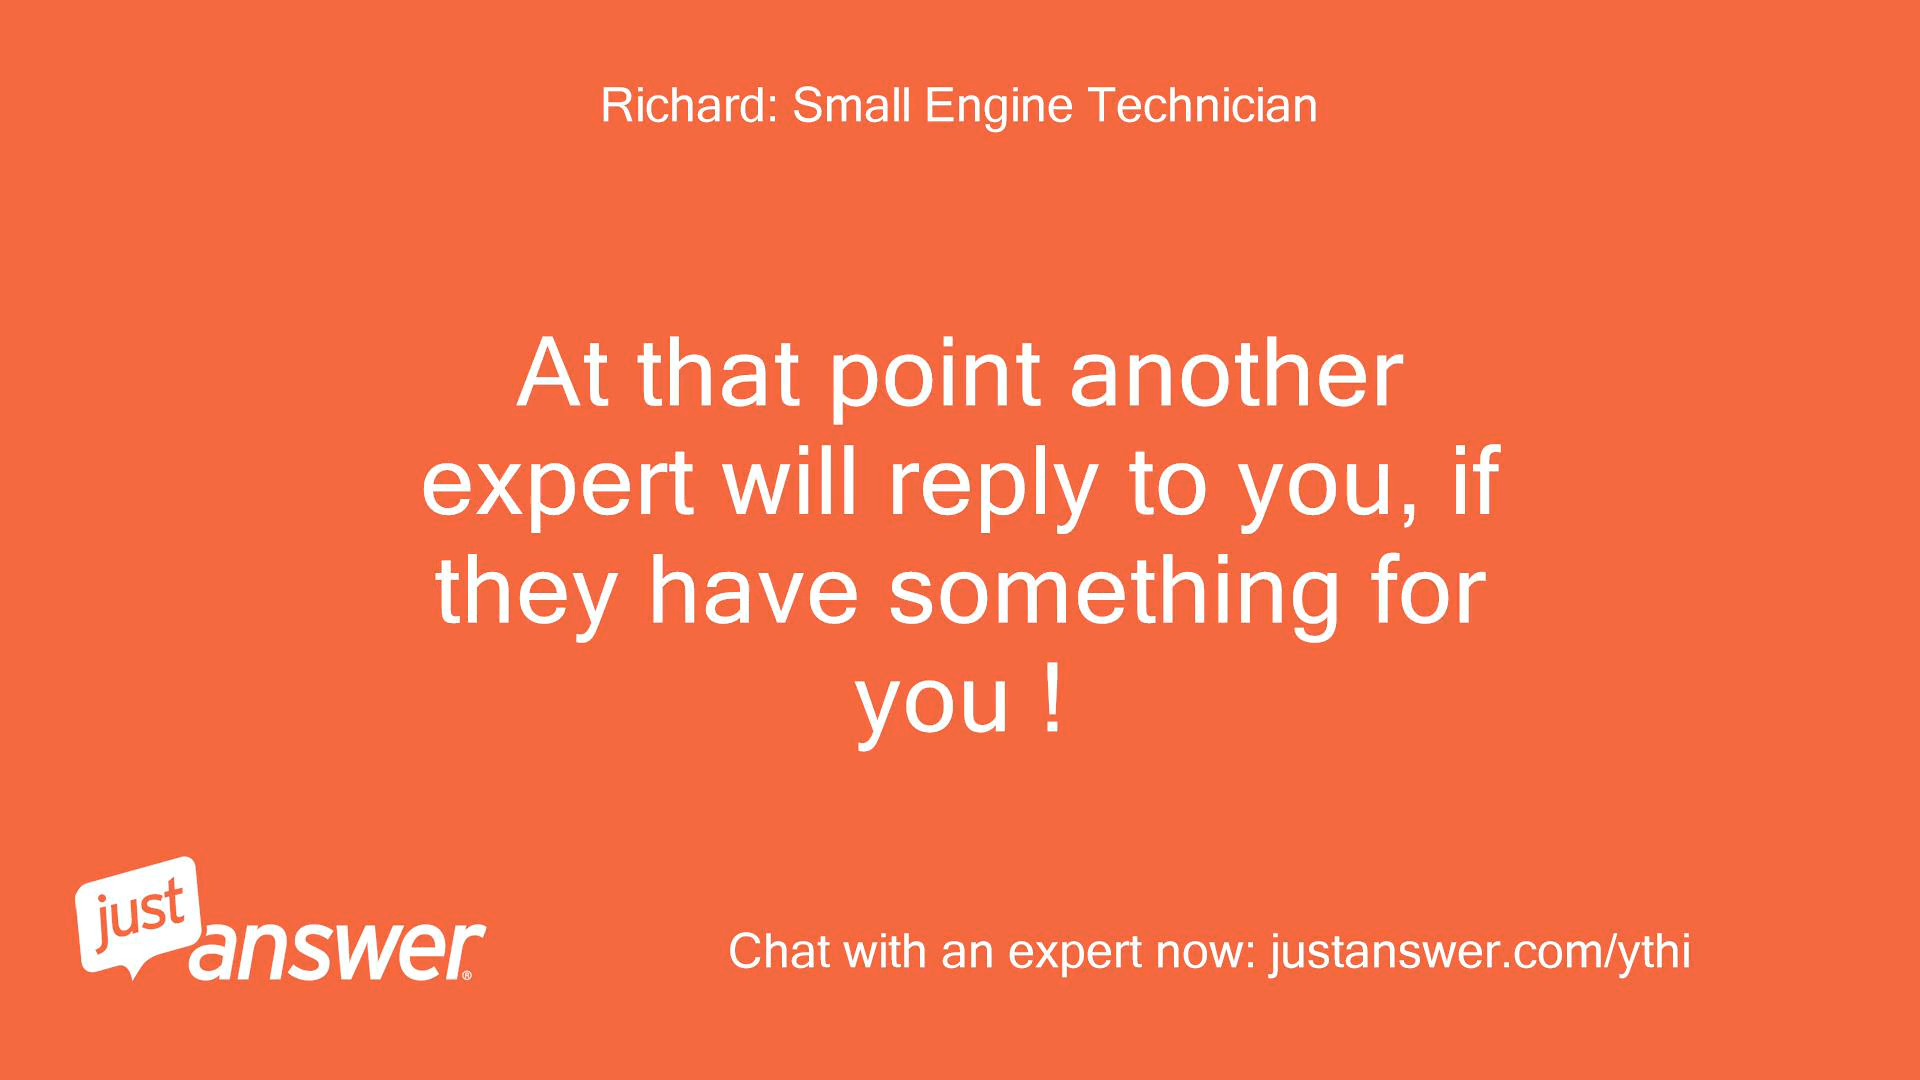 Richard: Small Engine Technician
At that point another
expert will reply to you, if
they have something for
you !
just
answer®
Chat with an expert now: justanswer.com/ythi